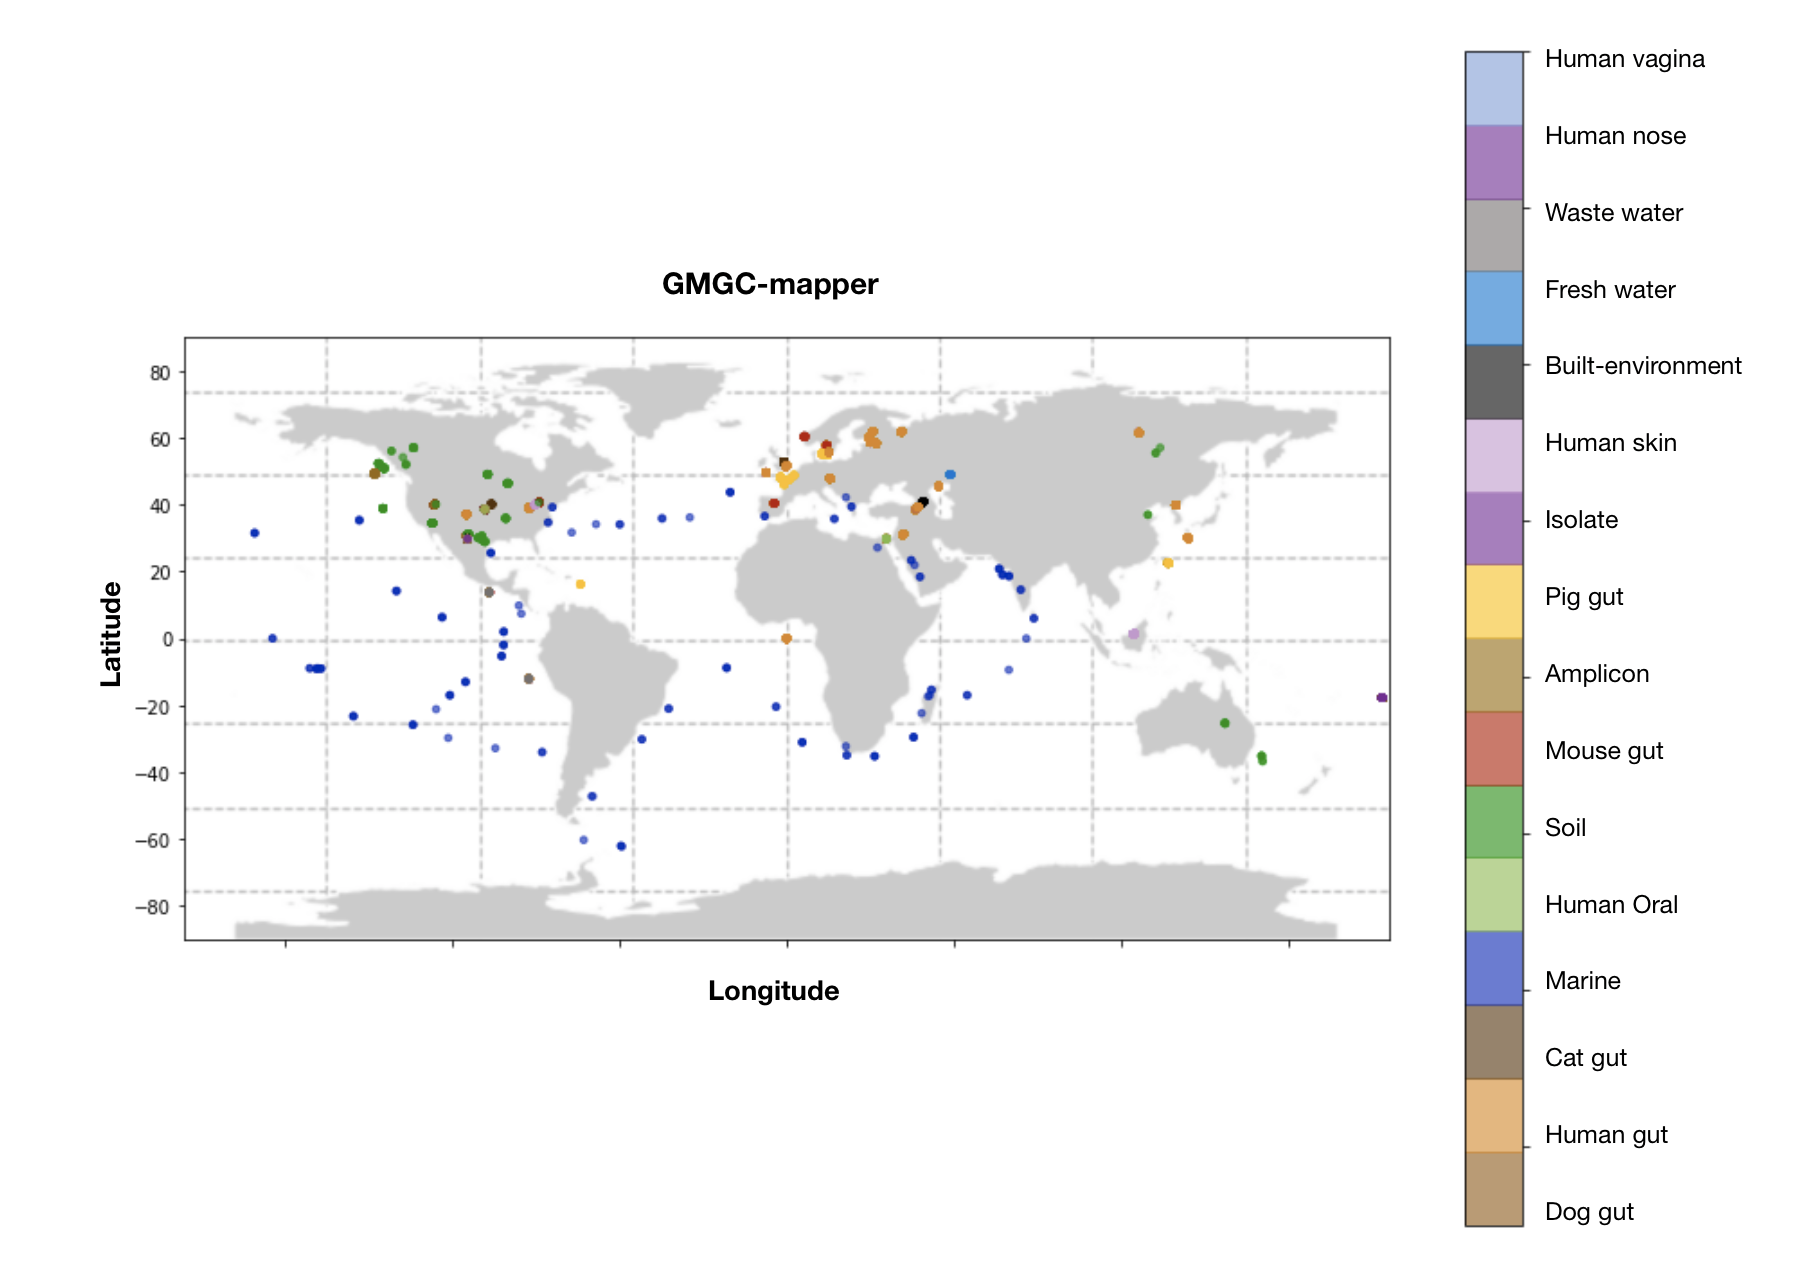 GMGC-mapper
Latitude
80
60
40
20
0
−20
−40
−60
−80
Longitude
Human vagina
Human nose
Waste water
Fresh water
Built-environment
Human skin
Isolate
Pig gut
Amplicon
Mouse gut
Soil
Human Oral
Marine
Cat gut
Human gut
Dog gut